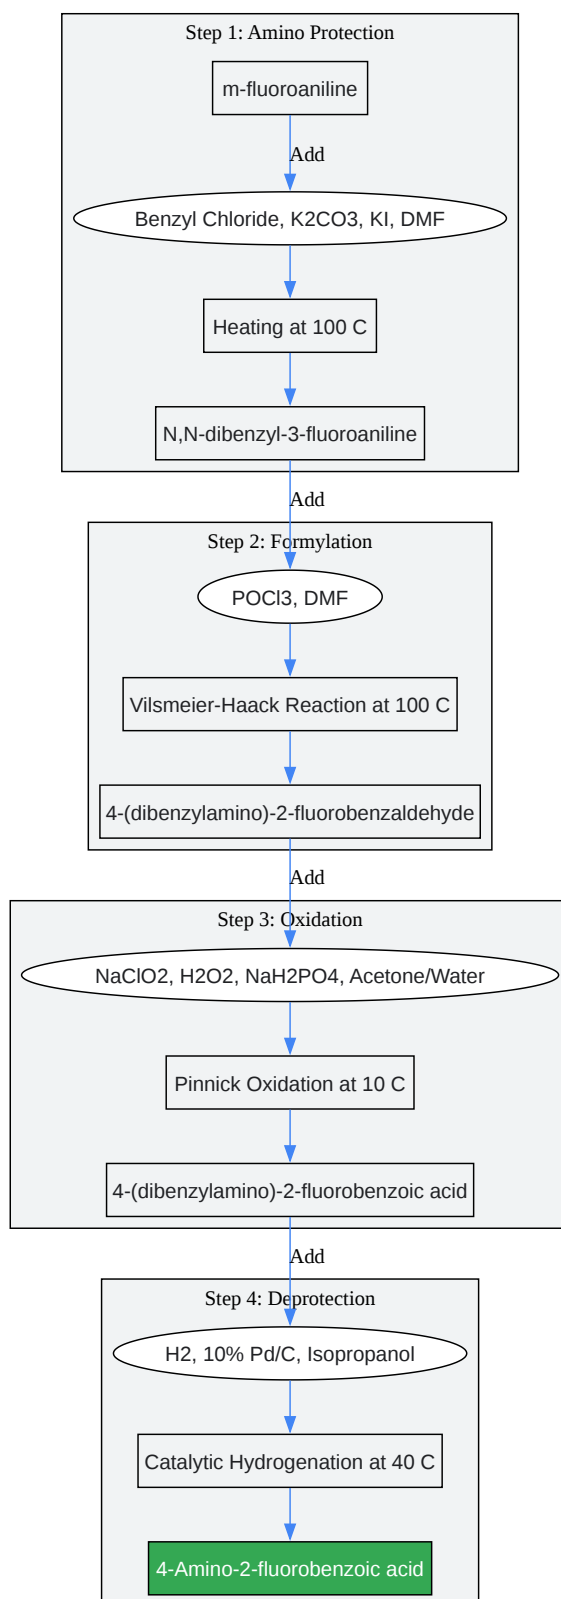 Step 1: Amino Protection
m-fluoroaniline
Add
Benzyl Chloride, K2CO3, KI, DMF
Heating at 100 C
N,N-dibenzyl-3-fluoroaniline
Add
Step 2: Formylation
POCl3, DMF
Vilsmeier-Haack Reaction at 100 C
4-(dibenzylamino)-2-fluorobenzaldehyde
Add
Step 3: Oxidation
NaClO2, H2O2, NaH2PO4, Acetone/Water
Pinnick Oxidation at 10 C
4-(dibenzylamino)-2-fluorobenzoic acid
Add
Step 4: Deprotection
H2, 10% Pd/C, Isopropanol
Catalytic Hydrogenation at 40 C
4-Amino-2-fluorobenzoic acid